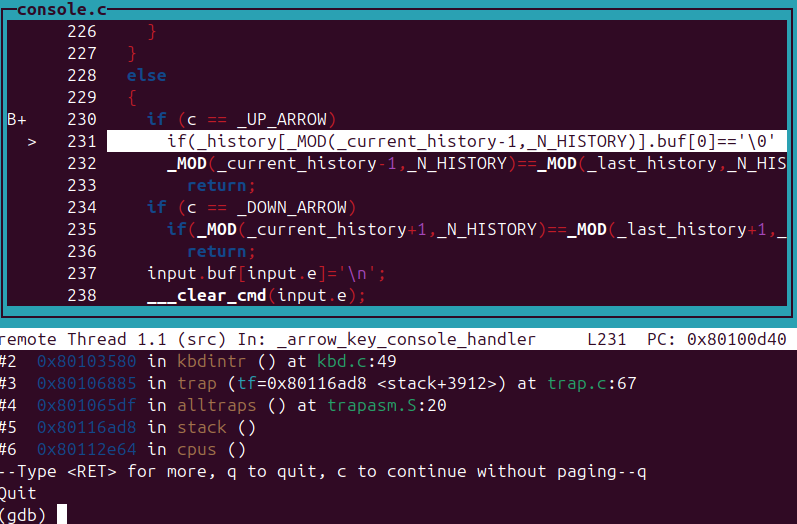 console.c
226 }
227 }
228 else
229 {
B+ 230 if (c == _UP_ARROW)
> 231 if(_history[_MOD(_current_history-1,_N_HISTORY)].buf[0]=='\0'
232 _MOD(_current_history-1,_N_HISTORY)==_MOD(_last_history,_N_HIS
233 return;
234 if (c == _DOWN_ARROW)
235 if(_MOD(_current_history+1,_N_HISTORY)==_MOD(_last_history+1,_
236 return;
237 input.buf[input.e]='\n';
238 ___clear_cmd(input.e);
remote Thread 1.1 (src) In: _arrow_key_console_handler L231 PC: 0x80100d40
#2 0x80103580 in kbdintr () at kbd.c:49
#3 0x80106885 in trap (tf=0x80116ad8 <stack+3912>) at trap.c:67
#4 0x801065df in alltraps () at trapasm.S:20
#5 0x80116ad8 in stack ()
#6 0x80112e64 in cpus ()
--Type <RET> for more, q to quit, c to continue without paging--q
Quit
(gdb)